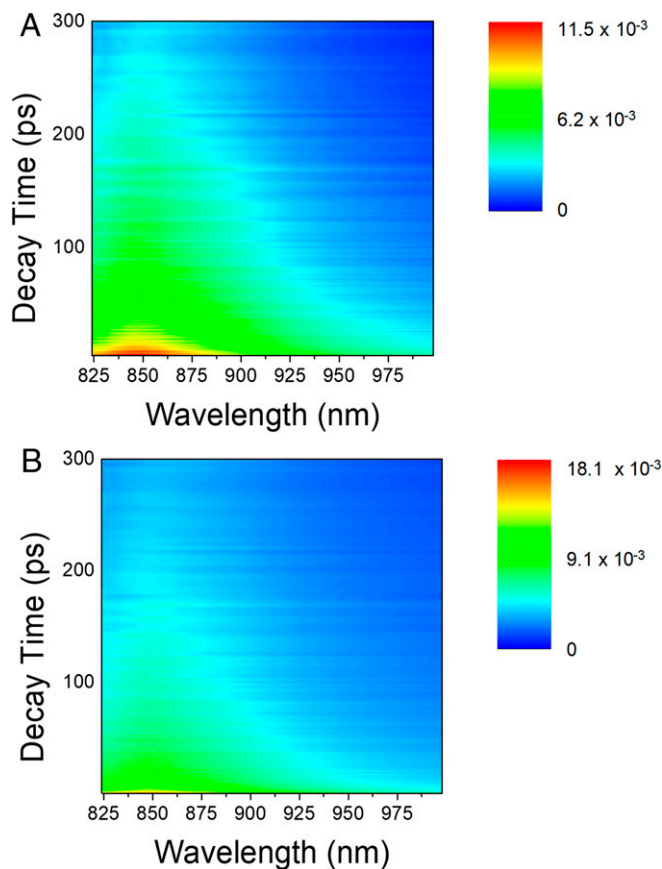 A
300
200
100
Decay Time (ps)
825 850 875 900 925 950 975
Wavelength (nm)
11.5 x 10⁻³
6.2 x 10⁻³
0
B
300
200
100
Decay Time (ps)
825 850 875 900 925 950 975
Wavelength (nm)
18.1 x 10⁻³
9.1 x 10⁻³
0